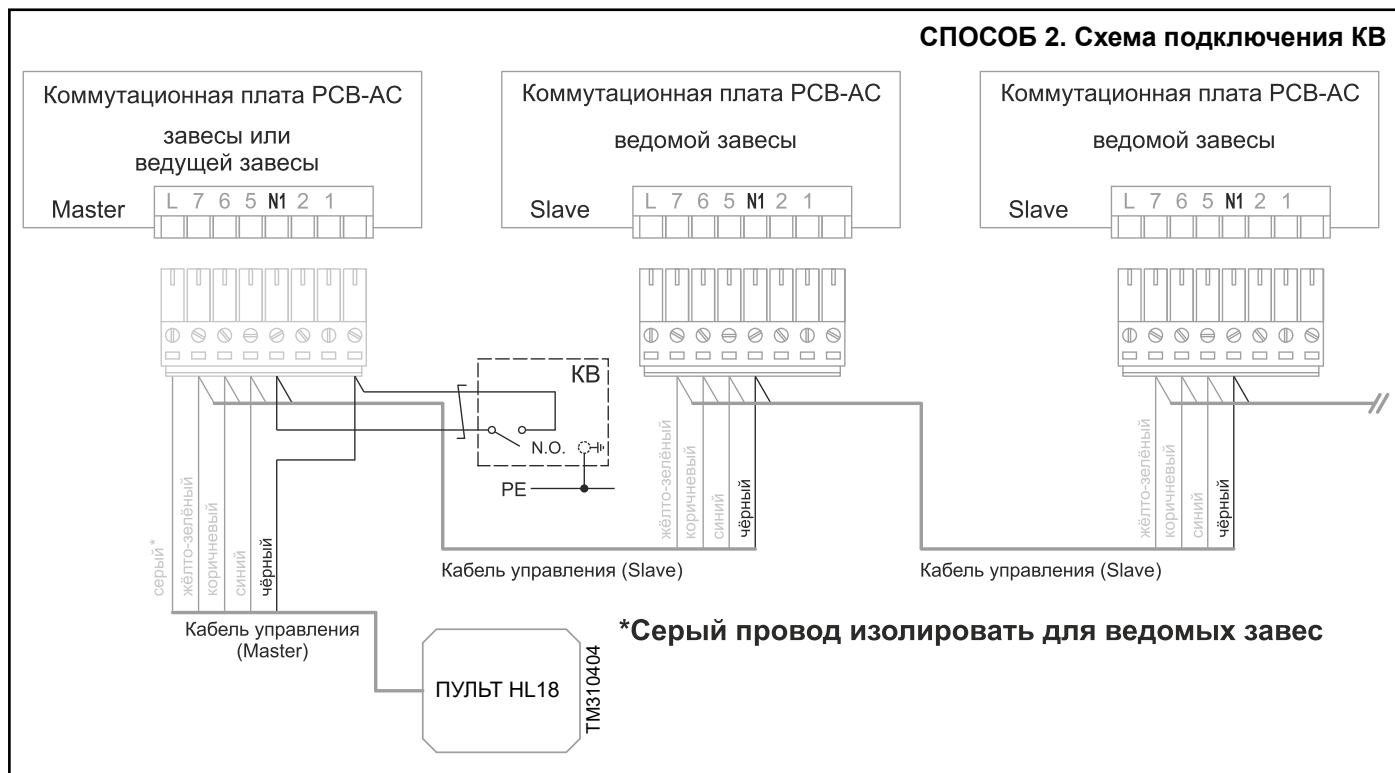 СПОСОБ 2. Схема подключения КВ
Коммутационная плата PCB-AC
завесы или
ведущей завесы
Master
L 7 6 5 N1 2 1
Коммутационная плата PCB-AC
ведомой завесы
Slave
L 7 6 5 N1 2 1
Коммутационная плата PCB-AC
ведомой завесы
Slave
L 7 6 5 N1 2 1
КВ
N.O.
PE
серый*
жёлто-зелёный
коричневый
синий
чёрный
жёлто-зелёный
коричневый
синий
чёрный
жёлто-зелёный
коричневый
синий
чёрный
Кабель управления (Slave)
Кабель управления (Slave)
Кабель управления
(Master)
*Серый провод изолировать для ведомых завес
ПУЛЬТ HL18
TM310404